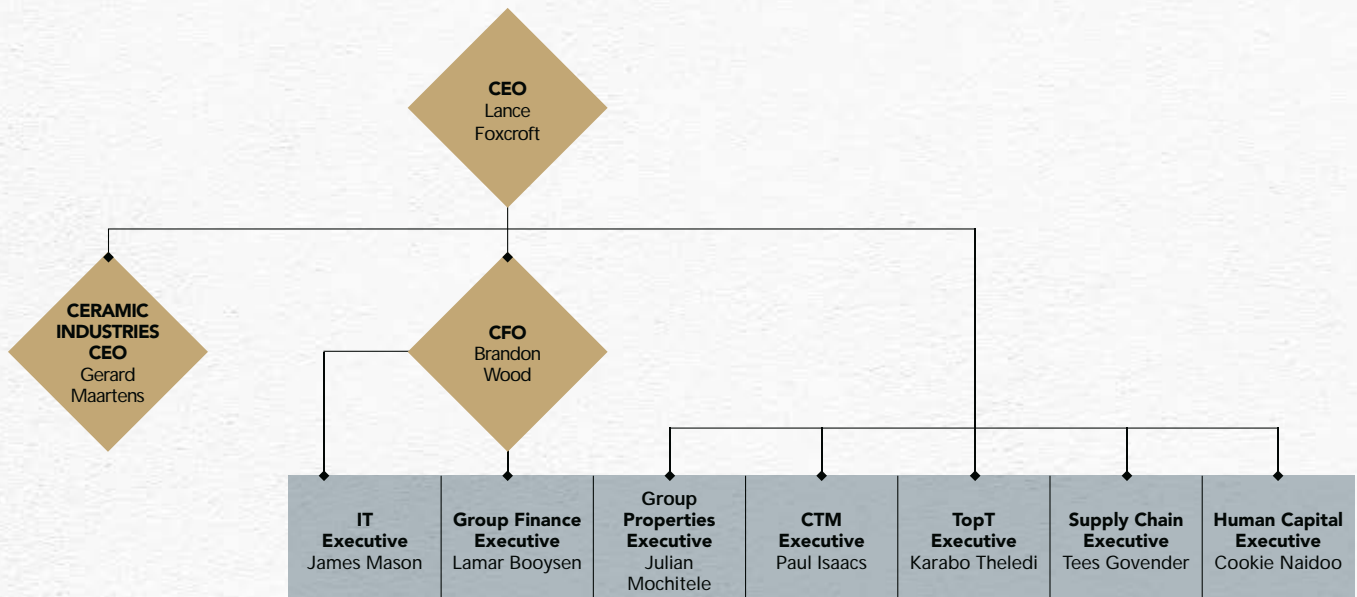 CEO
Lance
Foxcroft
CERAMIC
INDUSTRIES
CEO
Gerard
Maartens
CFO
Brandon
Wood
IT
Executive
James Mason
Group Finance
Executive
Lamar Booysen
Group
Properties
Executive
Julian
Mochitele
CTM
Executive
Paul Isaacs
TopT
Executive
Karabo Theledi
Supply Chain
Executive
Tees Govender
Human Capital
Executive
Cookie Naidoo